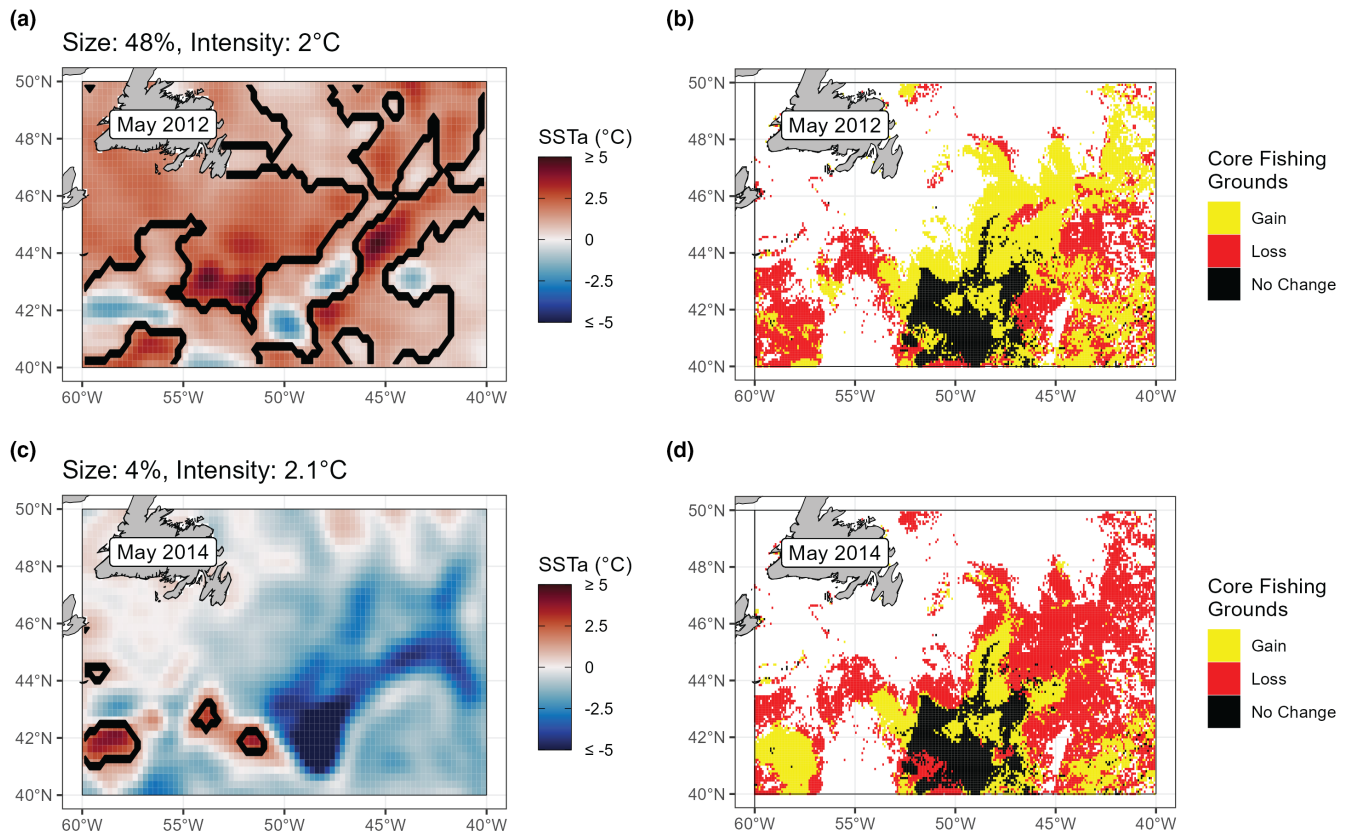 (a)
Size: 48%, Intensity: 2°C
50°N
48°N
46°N
44°N
42°N
40°N
60°W 55°W 50°W 45°W 40°W
May 2012
SSTa (°C)
≥ 5
2.5
0
-2.5
≤ -5
(b)
50°N
48°N
46°N
44°N
42°N
40°N
60°W 55°W 50°W 45°W 40°W
May 2012
Core Fishing
Grounds
Gain
Loss
No Change
(c)
Size: 4%, Intensity: 2.1°C
50°N
48°N
46°N
44°N
42°N
40°N
60°W 55°W 50°W 45°W 40°W
May 2014
SSTa (°C)
≥ 5
2.5
0
-2.5
≤ -5
(d)
50°N
48°N
46°N
44°N
42°N
40°N
60°W 55°W 50°W 45°W 40°W
May 2014
Core Fishing
Grounds
Gain
Loss
No Change